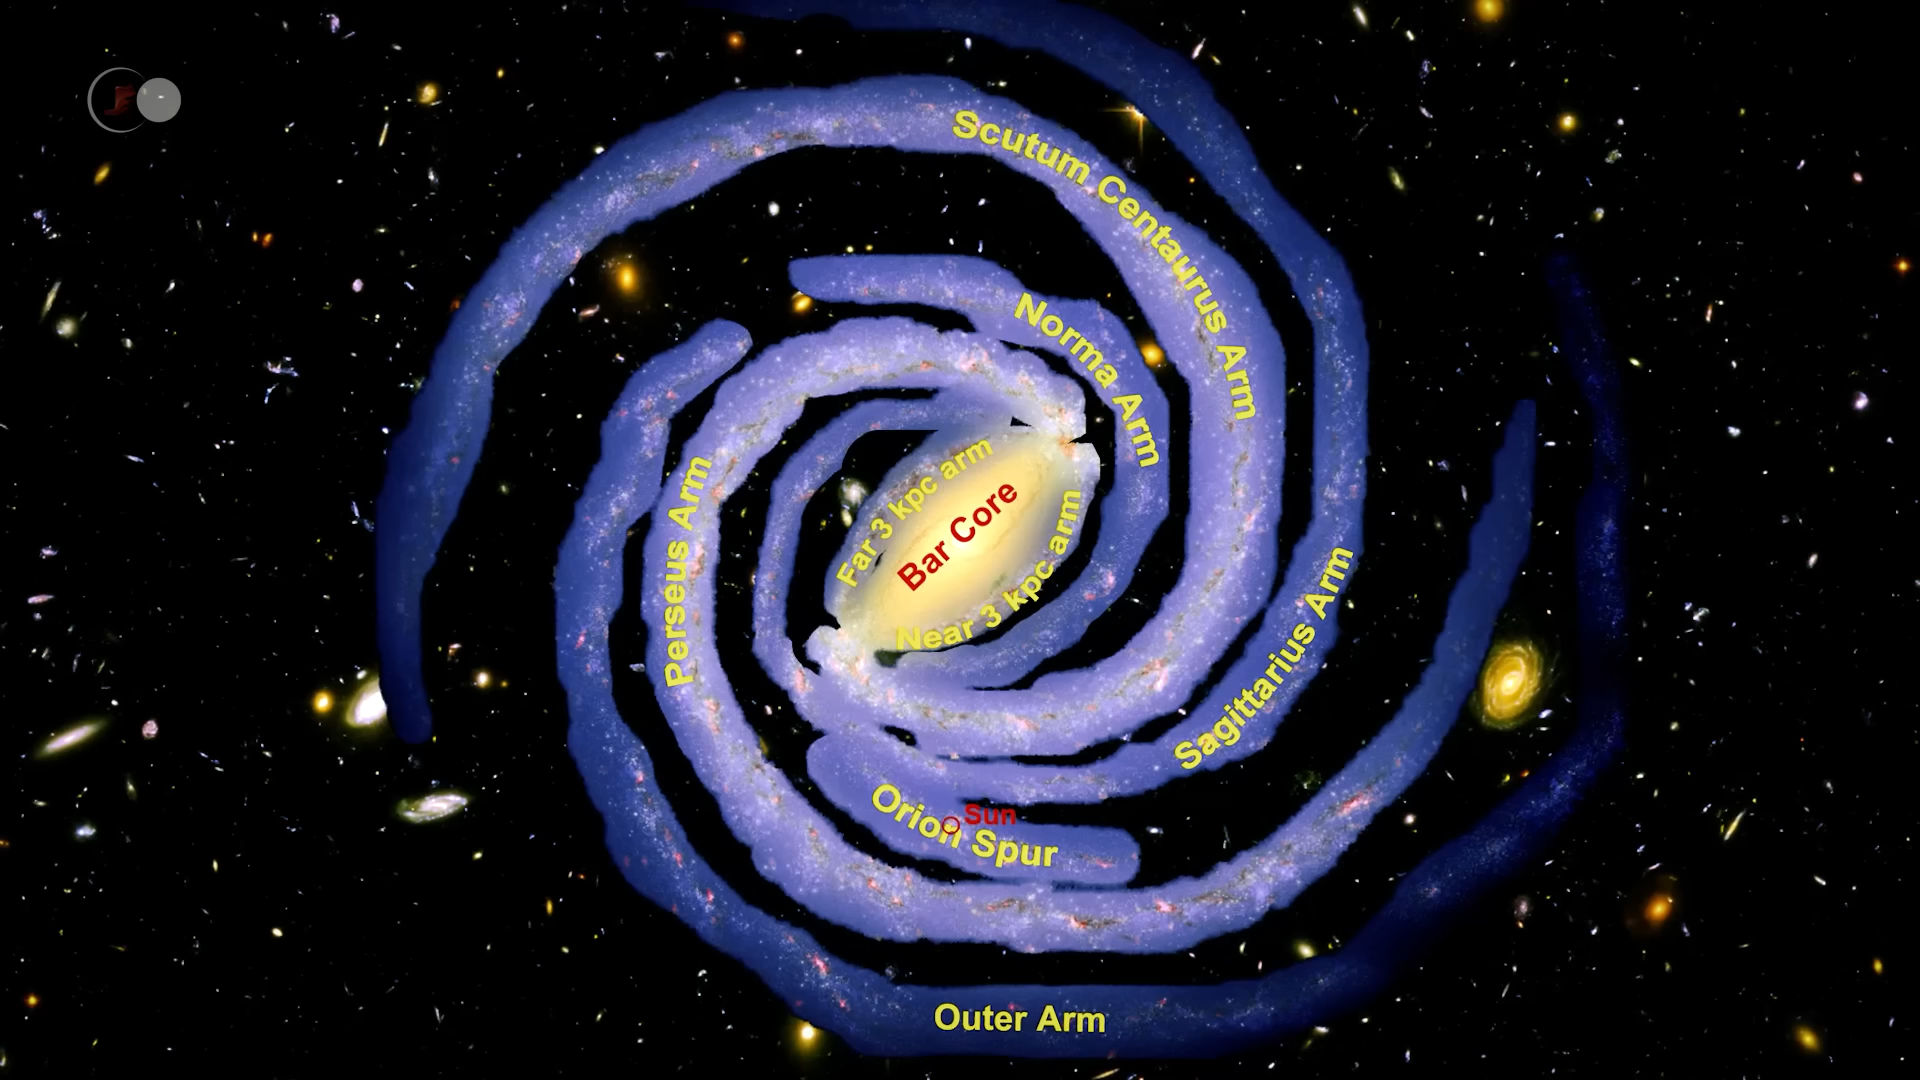 Scutum Centaurus Arm
Norma Arm
Far 3 kpc arm
Bar Core
Near 3 kpc arm
Perseus Arm
Sagittarius Arm
Sun
Orion Spur
Outer Arm